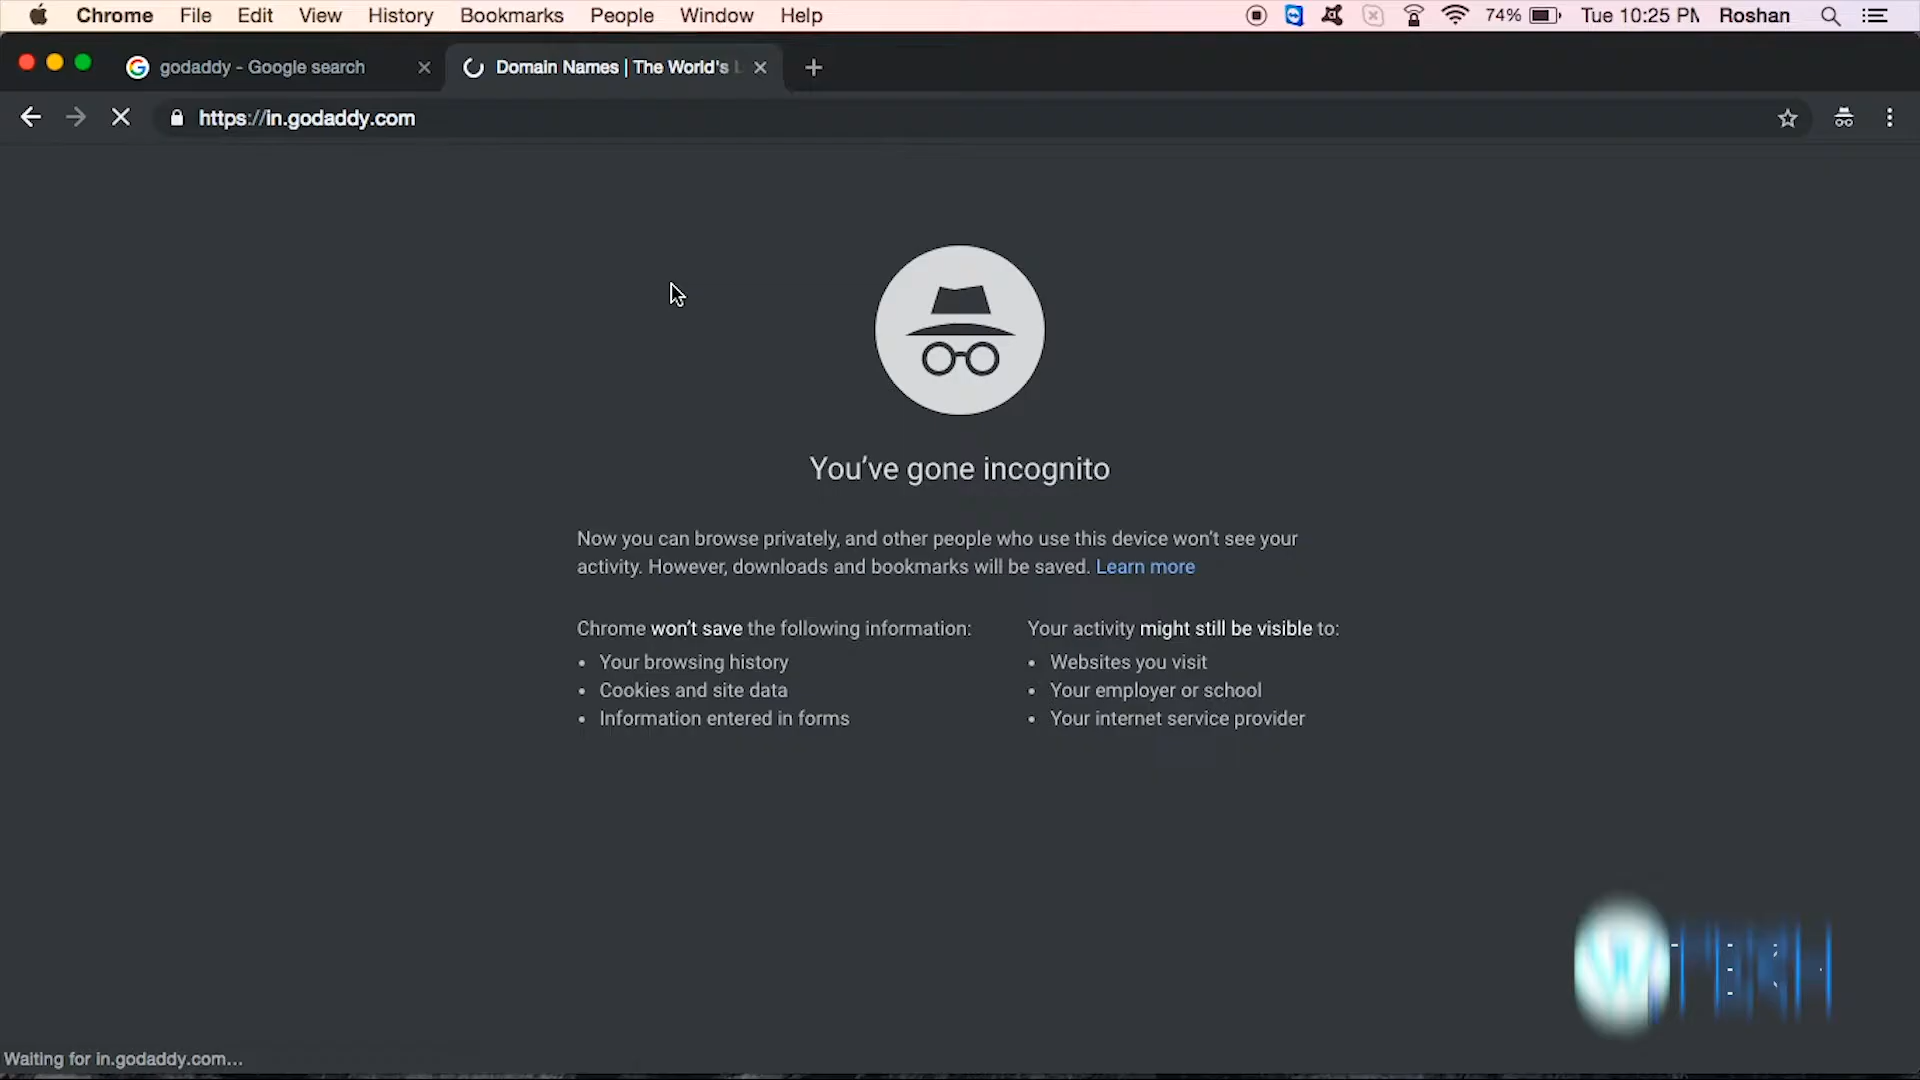 Chrome File Edit View History Bookmarks People Window Help 74% Tue 10:25 PM Roshan
godaddy - Google search Domain Names | The World's L
https://in.godaddy.com
You've gone incognito
Now you can browse privately, and other people who use this device won't see your
activity. However, downloads and bookmarks will be saved. Learn more
Chrome won't save the following information:
• Your browsing history
• Cookies and site data
• Information entered in forms
Your activity might still be visible to:
• Websites you visit
• Your employer or school
• Your internet service provider
Waiting for in.godaddy.com...